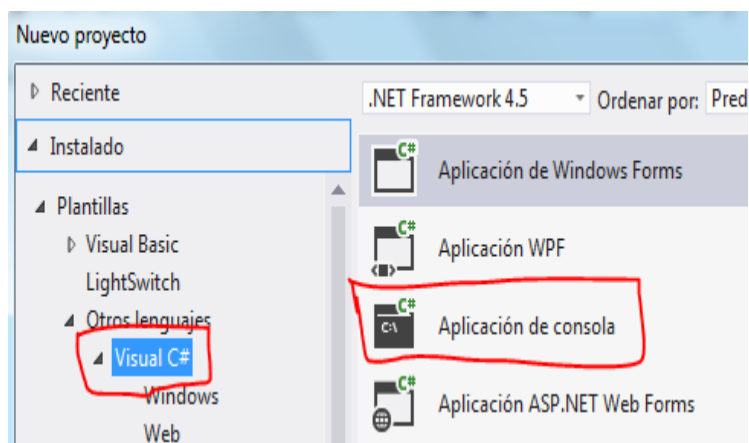 Nuevo proyecto
Reciente
Instalado
Plantillas
Visual Basic
LightSwitch
Otros lenguajes
Visual C#
Windows
Web
.NET Framework 4.5 Ordenar por: Pred
C#
Aplicación de Windows Forms
C#
Aplicación WPF
C#
C:\
Aplicación de consola
C#
Aplicación ASP.NET Web Forms